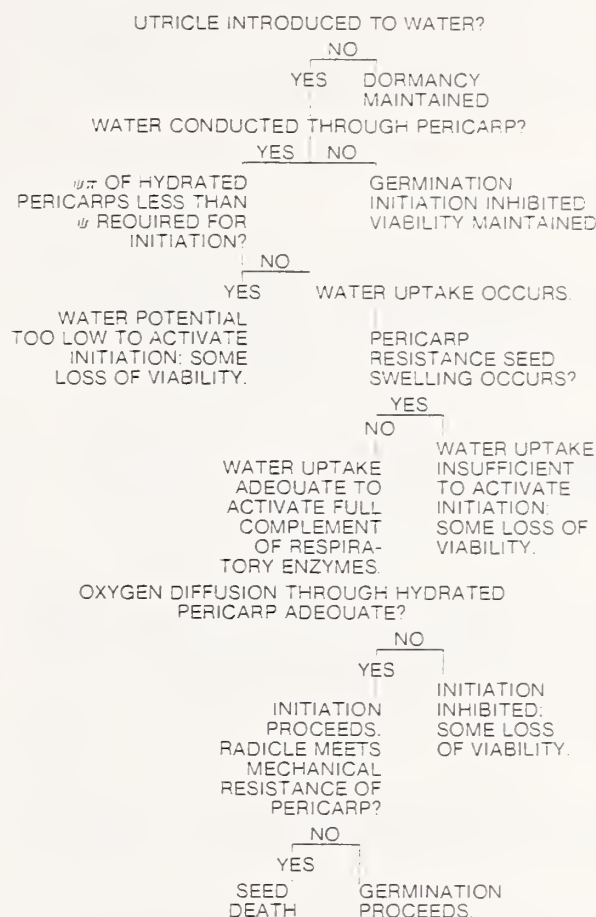 UTRICLE INTRODUCED TO WATER?
NO
YES
DORMANCY
MAINTAINED
WATER CONDUCTED THROUGH PERICARP?
YES
NO
ψπ OF HYDRATED
PERICARPS LESS THAN
ψ REQUIRED FOR
INITIATION?
GERMINATION
INITIATION INHIBITED
VIABILITY MAINTAINED
NO
YES
WATER UPTAKE OCCURS.
WATER POTENTIAL
TOO LOW TO ACTIVATE
INITIATION: SOME
LOSS OF VIABILITY.
PERICARP
RESISTANCE SEED
SWELLING OCCURS?
YES
NO
WATER UPTAKE
ADEQUATE TO
ACTIVATE FULL
COMPLEMENT
OF RESPIRA-
TORY ENZYMES.
WATER UPTAKE
INSUFFICIENT
TO ACTIVATE
INITIATION:
SOME LOSS OF
VIABILITY.
OXYGEN DIFFUSION THROUGH HYDRATED
PERICARP ADEQUATE?
NO
YES
INITIATION
PROCEEDS.
RADICLE MEETS
MECHANICAL
RESISTANCE OF
PERICARP?
INITIATION
INHIBITED:
SOME LOSS
OF VIABILITY.
NO
YES
SEED
DEATH
GERMINATION
PROCEEDS.